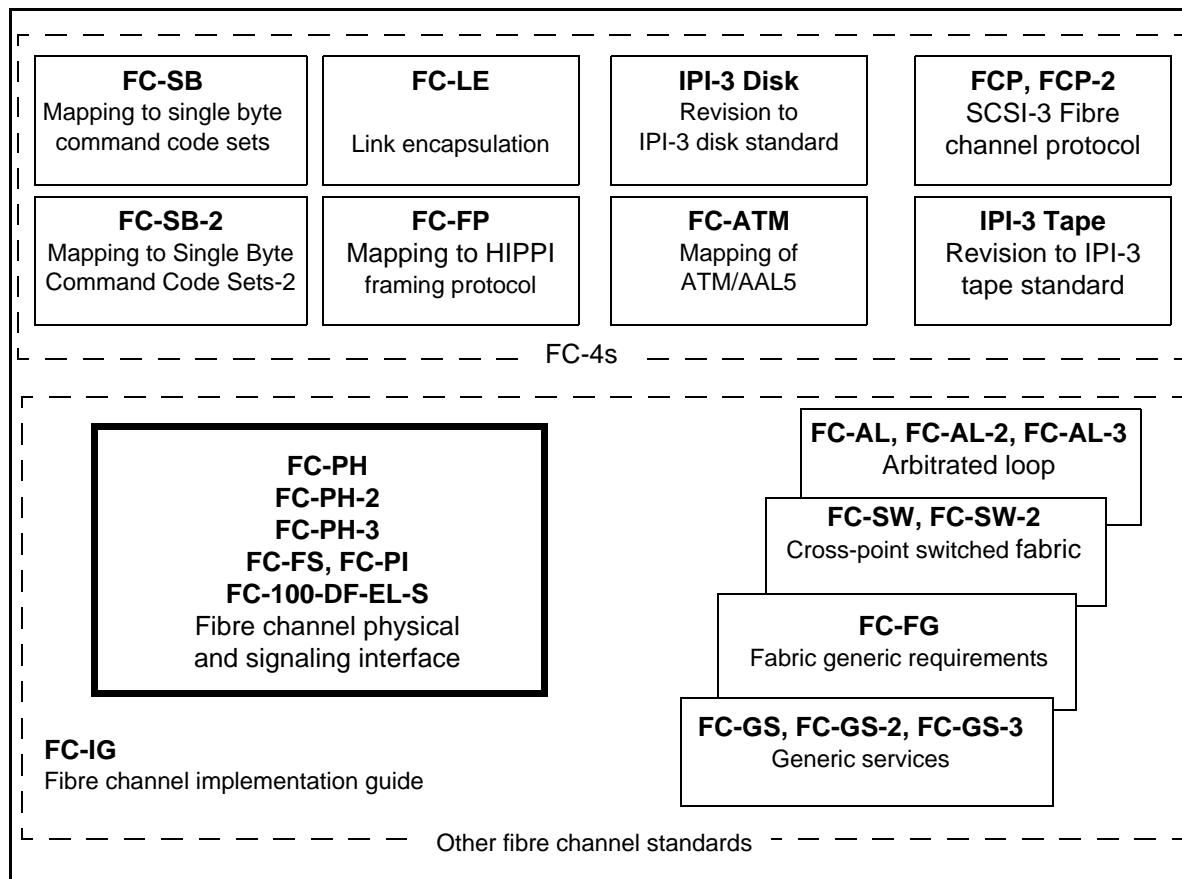 FC-SB
Mapping to single byte
command code sets
FC-LE
Link encapsulation
IPI-3 Disk
Revision to
IPI-3 disk standard
FCP, FCP-2
SCSI-3 Fibre
channel protocol
FC-SB-2
Mapping to Single Byte
Command Code Sets-2
FC-FP
Mapping to HIPPI
framing protocol
FC-ATM
Mapping of
ATM/AAL5
IPI-3 Tape
Revision to IPI-3
tape standard
FC-4s
FC-PH
FC-PH-2
FC-PH-3
FC-FS, FC-PI
FC-100-DF-EL-S
Fibre channel physical
and signaling interface
FC-AL, FC-AL-2, FC-AL-3
Arbitrated loop
FC-SW, FC-SW-2
Cross-point switched fabric
FC-FG
Fabric generic requirements
FC-GS, FC-GS-2, FC-GS-3
Generic services
FC-IG
Fibre channel implementation guide
Other fibre channel standards